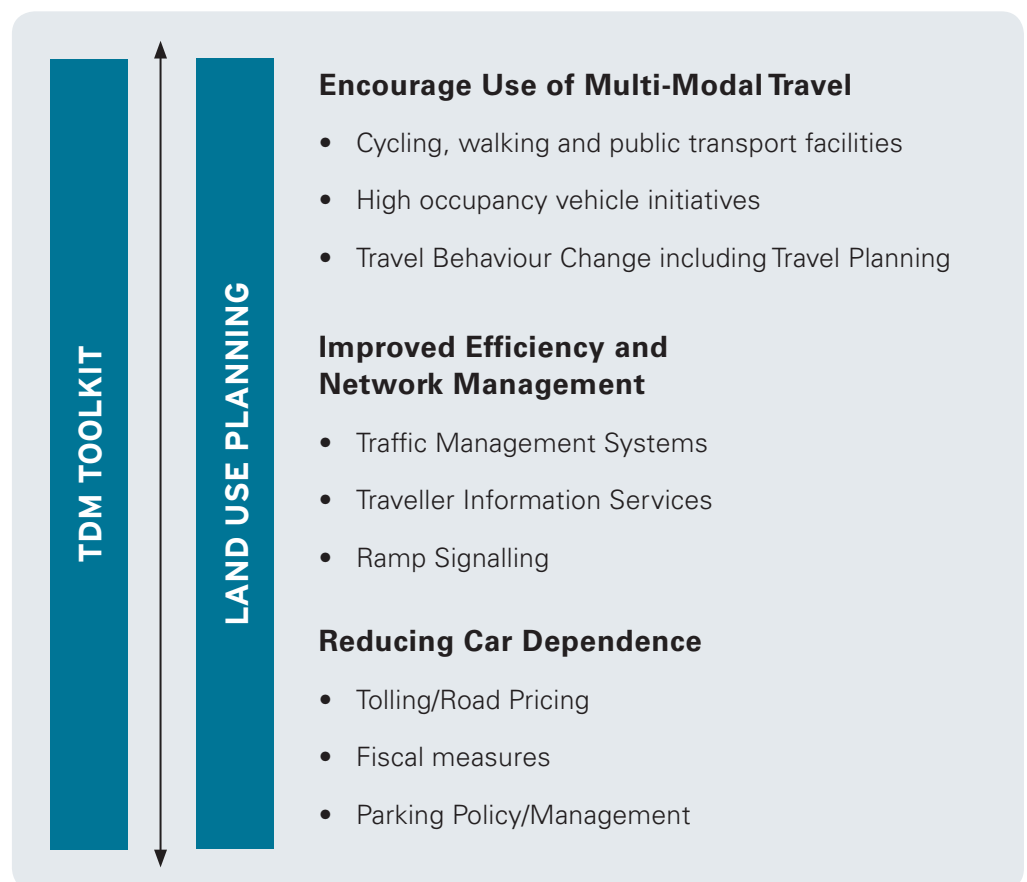 TDM TOOLKIT
LAND USE PLANNING
Encourage Use of Multi-Modal Travel
• Cycling, walking and public transport facilities
• High occupancy vehicle initiatives
• Travel Behaviour Change including Travel Planning
Improved Efficiency and
Network Management
• Traffic Management Systems
• Traveller Information Services
• Ramp Signalling
Reducing Car Dependence
• Tolling/Road Pricing
• Fiscal measures
• Parking Policy/Management